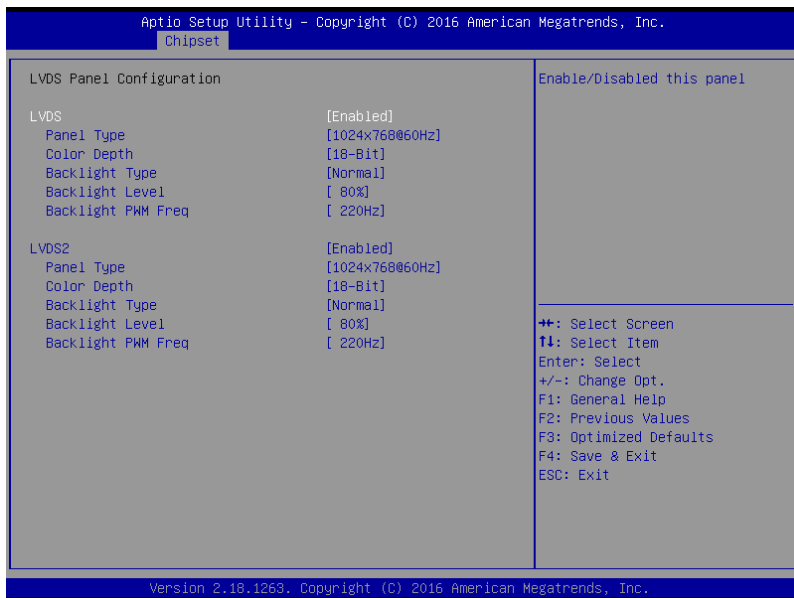 Aptio Setup Utility – Copyright (C) 2016 American Megatrends, Inc.
Chipset
LVDS Panel Configuration
LVDS [Enabled]
Panel Type [1024x768@60Hz]
Color Depth [18-Bit]
Backlight Type [Normal]
Backlight Level [ 80%]
Backlight PWM Freq [ 220Hz]
LVDS2 [Enabled]
Panel Type [1024x768@60Hz]
Color Depth [18-Bit]
Backlight Type [Normal]
Backlight Level [ 80%]
Backlight PWM Freq [ 220Hz]
Enable/Disabled this panel
→←: Select Screen
↑↓: Select Item
Enter: Select
+/-: Change Opt.
F1: General Help
F2: Previous Values
F3: Optimized Defaults
F4: Save & Exit
ESC: Exit
Version 2.18.1263. Copyright (C) 2016 American Megatrends, Inc.